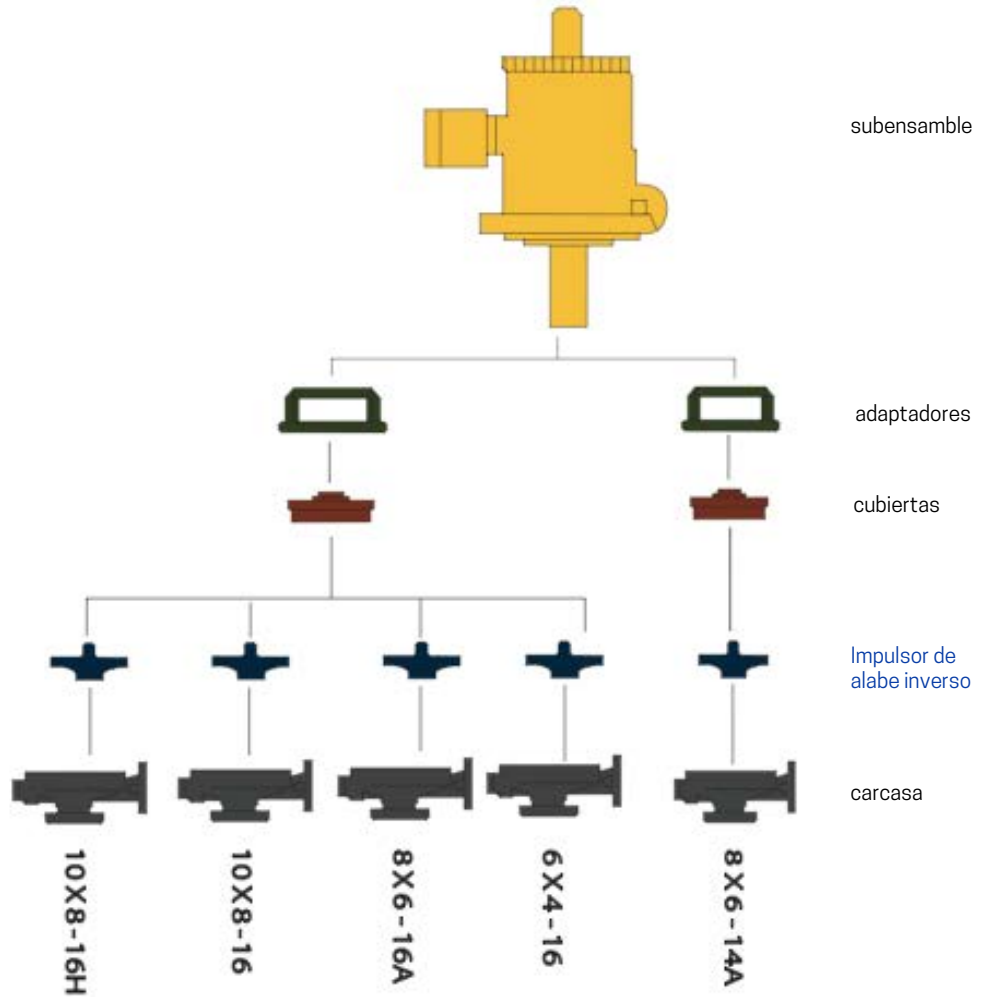 subensamble
adaptadores
cubiertas
Impulsor de
alabe inverso
carcasa
10X8-16H
10X8-16
8X6-16A
6X4-16
8X6-14A